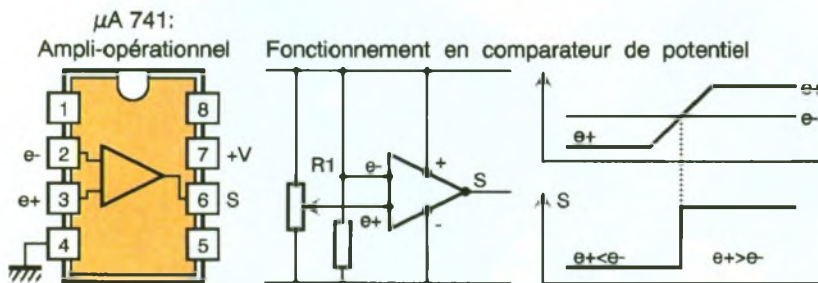 µA 741:
Ampli-opérationnel
Fonctionnement en comparateur de potentiel
1
8
e-
2
7
+V
e+
3
6
S
4
5
R1
e-
+
S
e+
-
e+
e-
e+
S
e+<e-
e+>e-